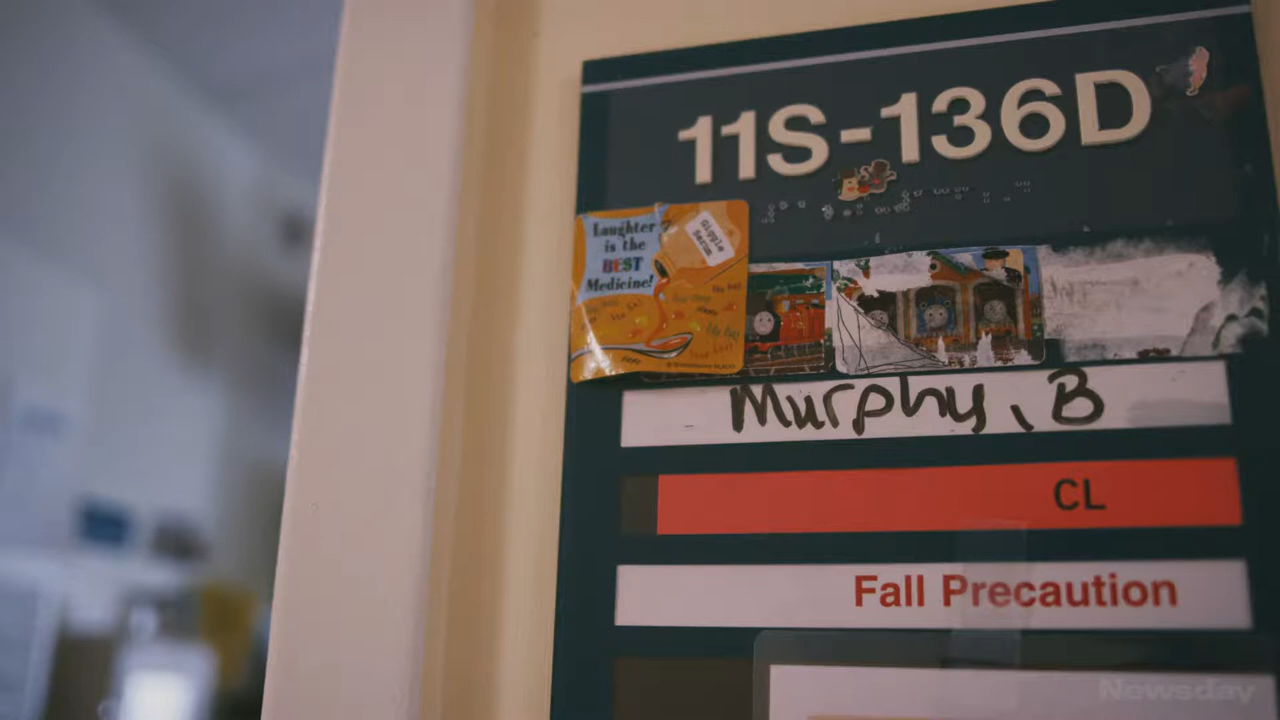 11S-136D
Laughter
is the
BEST
Medicine!
Giggle
Serum
Murphy, B
CL
Fall Precaution
Newsday